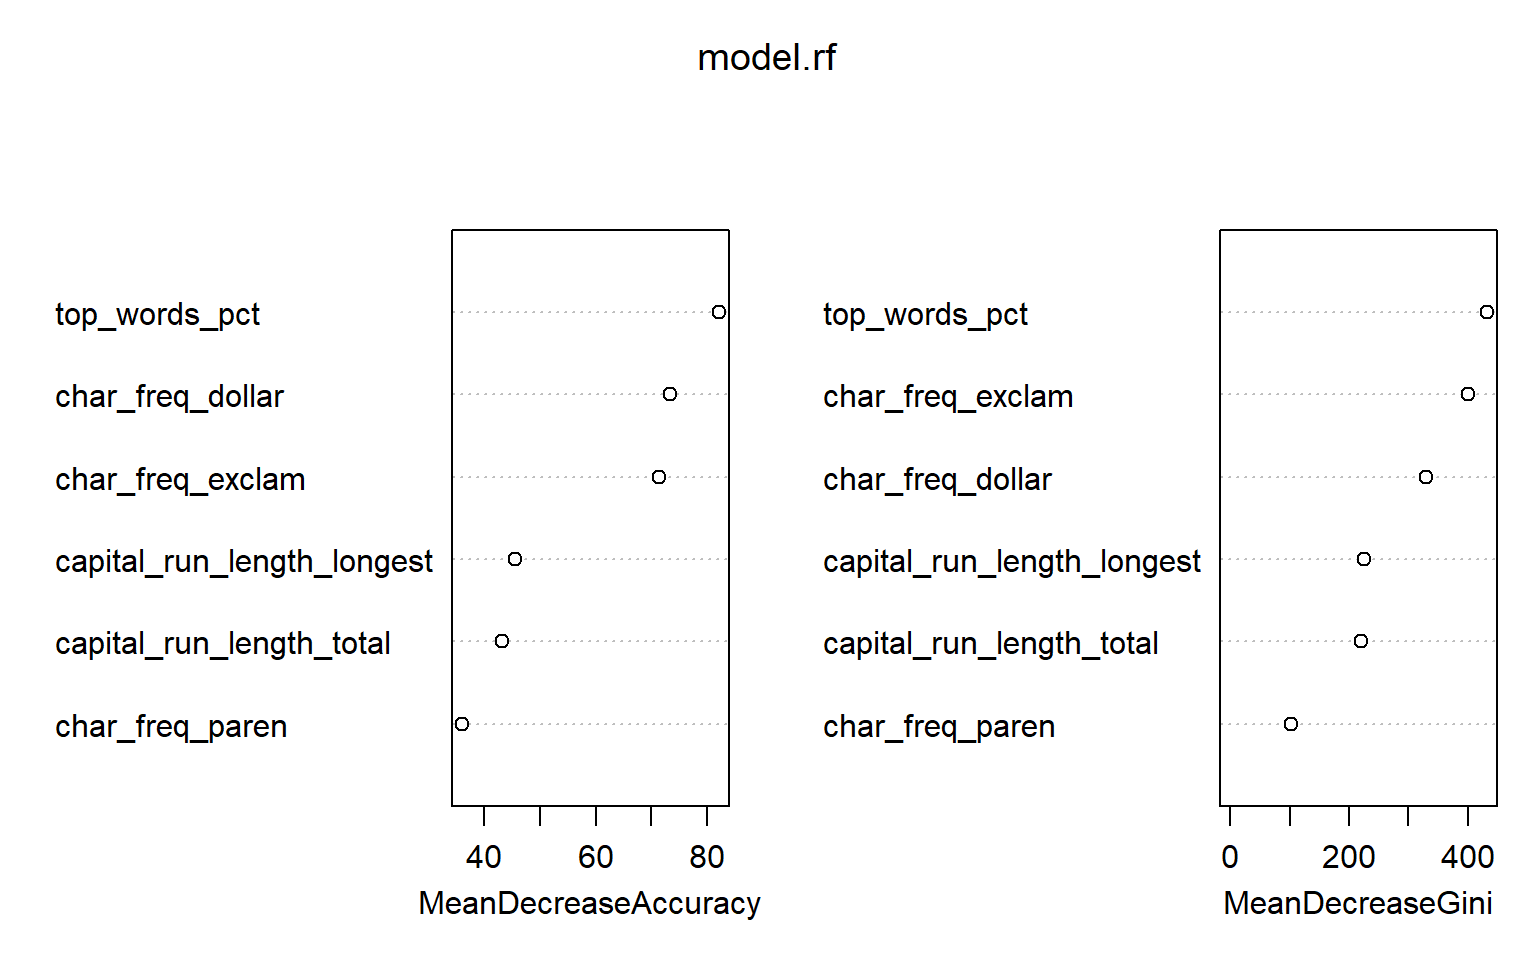 model.rf
top_words_pct
char_freq_dollar
char_freq_exclam
capital_run_length_longest
capital_run_length_total
char_freq_paren
40 60 80
MeanDecreaseAccuracy
top_words_pct
char_freq_exclam
char_freq_dollar
capital_run_length_longest
capital_run_length_total
char_freq_paren
0 200 400
MeanDecreaseGini